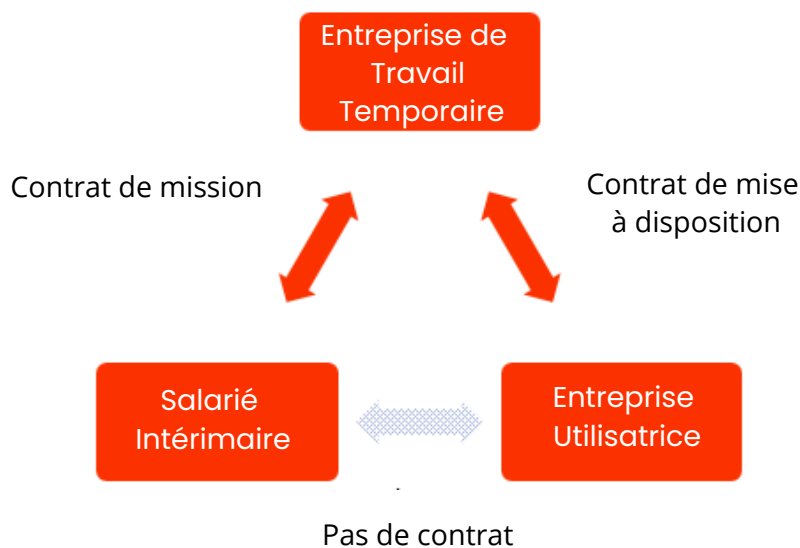 Entreprise de
Travail
Temporaire
Contrat de mission
Contrat de mise
à disposition
Salarié
Intérimaire
Entreprise
Utilisatrice
Pas de contrat